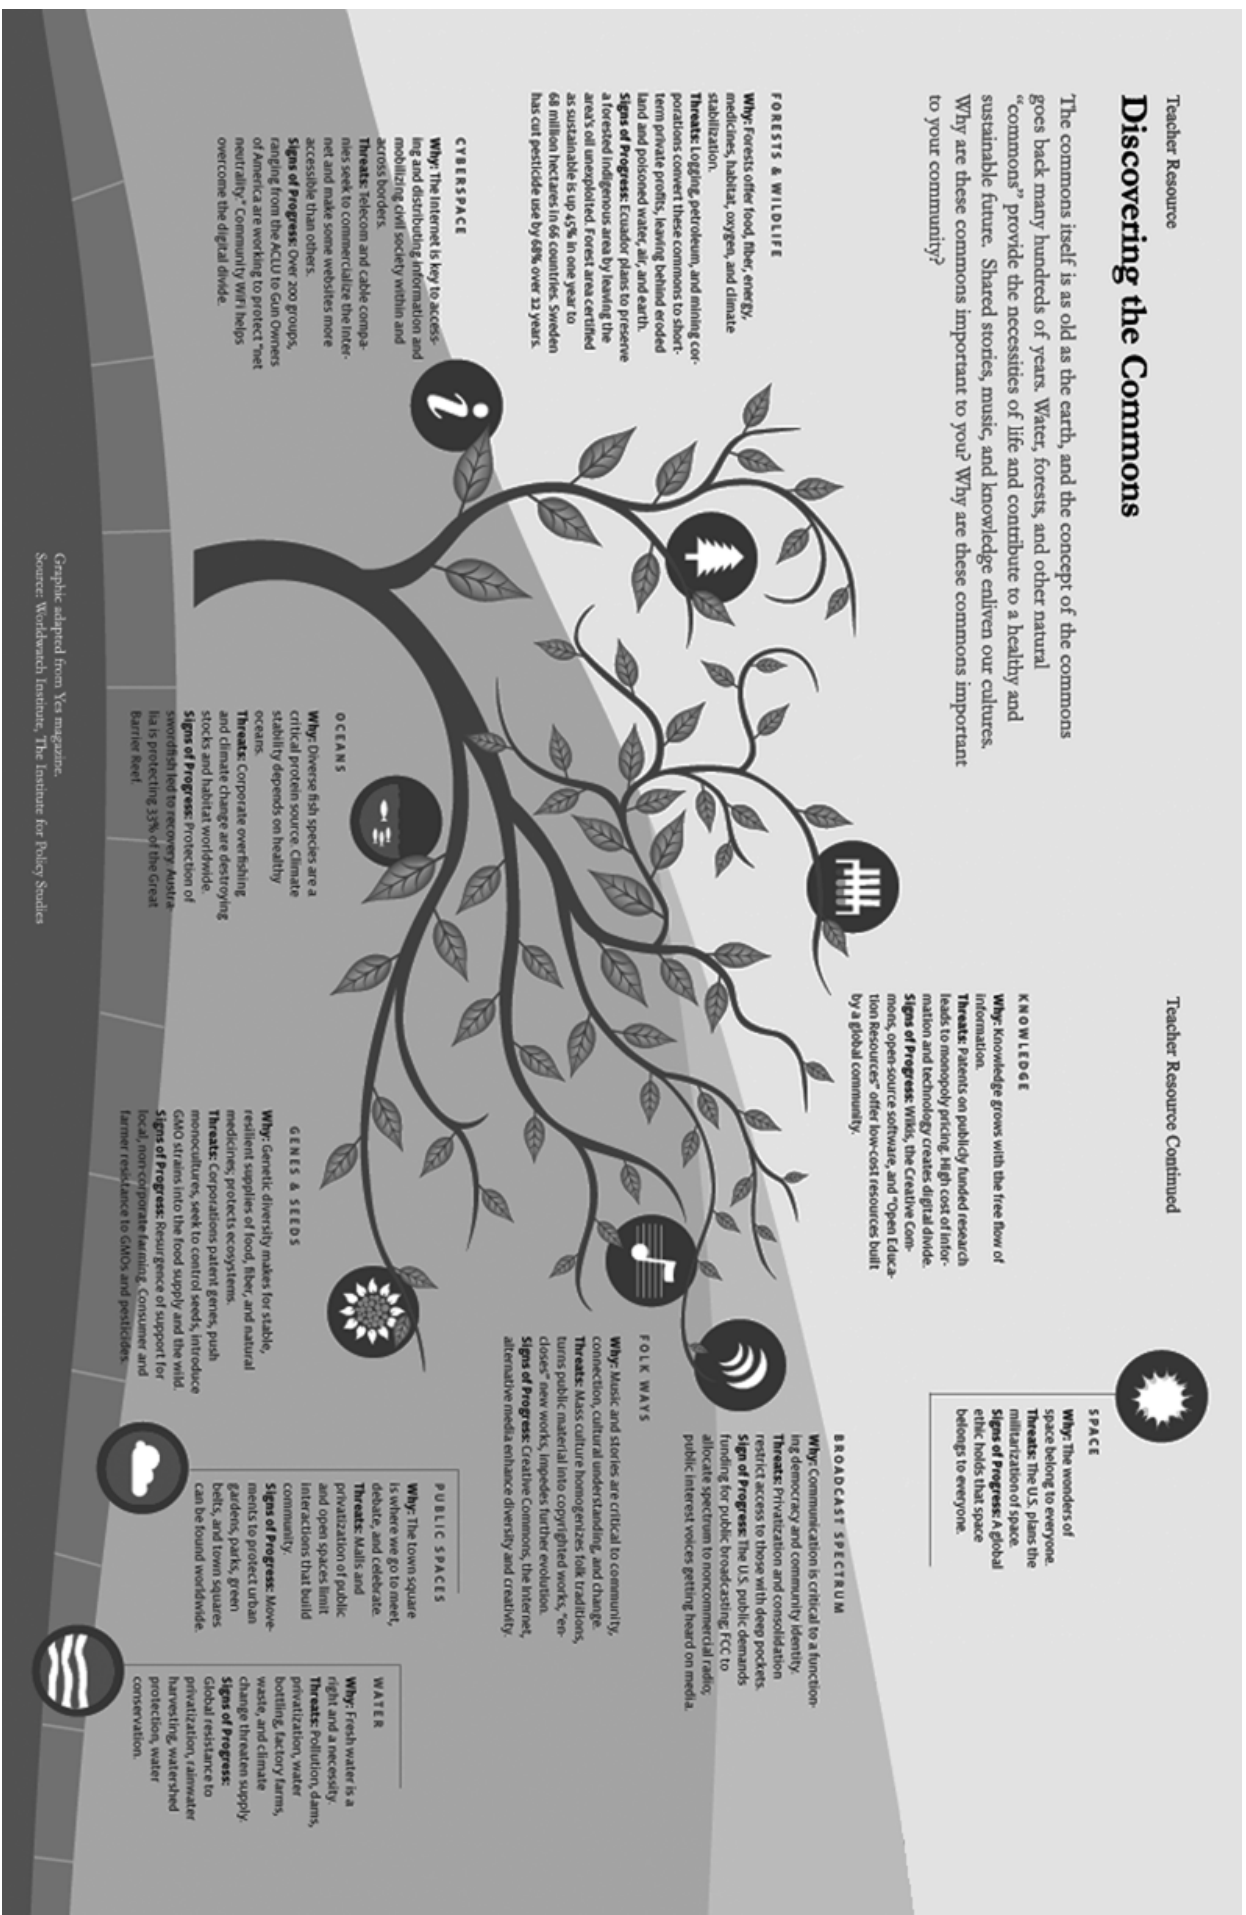 Teacher Resource
Discovering the Commons
The commons itself is as old as the earth, and the concept of the commons
goes back many hundreds of years. Water, forests, and other natural
“commons” provide the necessities of life and contribute to a healthy and
sustainable future.  Shared stories, music, and knowledge enliven our cultures.
Why are these commons important to you? Why are these commons important
to your community?
FORESTS & WILDLIFE
Why: Forests offer food, fiber, energy,
medicines, habitat, oxygen, and climate
stabilization.
Threats: Logging, petroleum, and mining cor-
porations convert these commons to short-
term private profits, leaving behind eroded
land and poisoned water, air, and earth.
Signs of Progress: Ecuador plans to preserve
a forested indigenous area by leaving the
area's oil unexploited. Forest area certified
as sustainable is up 45% in one year to
68 million hectares in 66 countries. Sweden
has cut pesticide use by 68% over 12 years.
CYBERSPACE
Why: The Internet is key to access-
ing and distributing information and
mobilizing civil society within and
across borders.
Threats: Telecom and cable compa-
nies seek to commercialize the Inter-
net and make some websites more
accessible than others.
Signs of Progress: Over 200 groups,
ranging from the ACLU to Gun Owners
of America are working to protect "net
neutrality." Community WiFi helps
overcome the digital divide.
OCEANS
Why: Diverse fish species are a
critical protein source. Climate
stability depends on healthy
oceans.
Threats: Corporate overfishing
and climate change are destroying
stocks and habitat worldwide.
Signs of Progress: Protection of
swordfish led to recovery. Austra-
lia is protecting 33% of the Great
Barrier Reef.
Graphic adapted from Yes magazine.
Source: Worldwatch Institute, The Institute for Policy Studies
Teacher Resource Continued
KNOWLEDGE
Why: Knowledge grows with the free flow of
information.
Threats: Patents on publicly funded research
leads to monopoly pricing. High cost of infor-
mation and technology creates digital divide.
Signs of Progress: Wikis, the Creative Com-
mons, open-source software, and "Open Educa-
tion Resources" offer low-cost resources built
by a global community.
SPACE
Why: The wonders of
space belong to everyone.
Threats: The U.S. plans the
militarization of space.
Signs of Progress: A global
ethic holds that space
belongs to everyone.
BROADCAST SPECTRUM
Why: Communication is critical to a function-
ing democracy and community identity.
Threats: Privatization and consolidation
restrict access to those with deep pockets.
Sign of Progress: The U.S. public demands
funding for public broadcasting; FCC to
allocate spectrum to noncommercial radio;
public interest voices getting heard on media.
FOLK WAYS
Why: Music and stories are critical to community,
connection, cultural understanding, and change.
Threats: Mass culture homogenizes folk traditions,
turns public material into copyrighted works, "en-
closes" new works, impedes further evolution.
Signs of Progress: Creative Commons, the Internet,
alternative media enhance diversity and creativity.
GENES & SEEDS
Why: Genetic diversity makes for stable,
resilient supplies of food, fiber, and natural
medicines; protects ecosystems.
Threats: Corporations patent genes, push
monocultures, seek to control seeds, introduce
GMO strains into the food supply and the wild.
Signs of Progress: Resurgence of support for
local, non-corporate farming. Consumer and
farmer resistance to GMOs and pesticides.
PUBLIC SPACES
Why: The town square
is where we go to meet,
debate, and celebrate.
Threats: Malls and
privatization of public
and open spaces limit
interactions that build
community.
Signs of Progress: Move-
ments to protect urban
gardens, parks, green
belts, and town squares
can be found worldwide.
WATER
Why: Fresh water is a
right and a necessity.
Threats: Pollution, dams,
privatization, water
bottling, factory farms,
waste, and climate
change threaten supply.
Signs of Progress:
Global resistance to
privatization, rainwater
harvesting, watershed
protection, water
conservation.